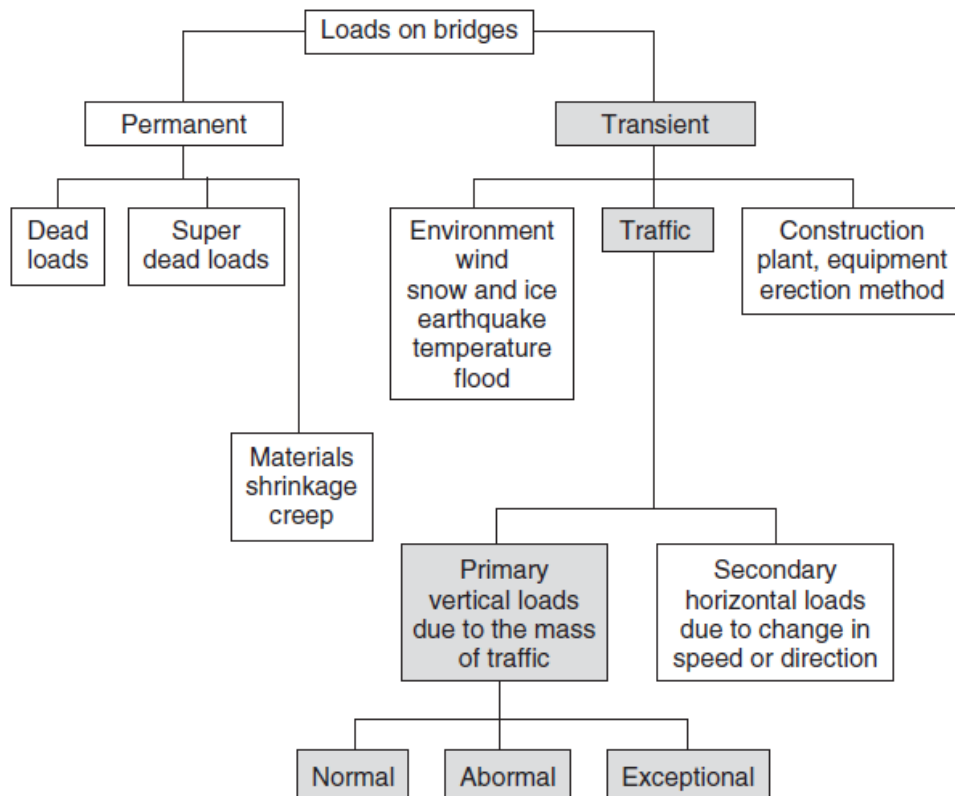 Loads on bridges
Permanent
Transient
Dead
loads
Super
dead loads
Environment
wind
snow and ice
earthquake
temperature
flood
Traffic
Construction
plant, equipment
erection method
Materials
shrinkage
creep
Primary
vertical loads
due to the mass
of traffic
Secondary
horizontal loads
due to change in
speed or direction
Normal
Abormal
Exceptional